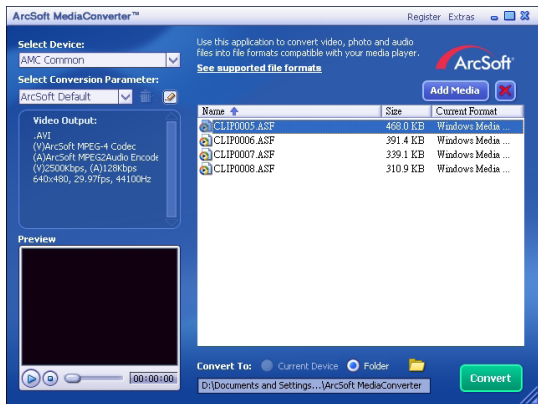 ArcSoft MediaConverter™
Register Extras
Select Device:
AMC Common
Select Conversion Parameter:
ArcSoft Default
Video Output:
.AVI
(V)ArcSoft MPEG-4 Codec
(A)ArcSoft MPEG2Audio Encode
(V)2500Kbps, (A)128Kbps
640x480, 29.97fps, 44100Hz
Preview
00:00:00
Use this application to convert video, photo and audio
files into file formats compatible with your media player.
See supported file formats
ArcSoft
Add Media
Name Size Current Format
CLIP0005.ASF 468.0 KB Windows Media ...
CLIP0006.ASF 391.4 KB Windows Media ...
CLIP0007.ASF 339.1 KB Windows Media ...
CLIP0008.ASF 310.9 KB Windows Media ...
Convert To: Current Device Folder
D:\Documents and Settings...\ArcSoft MediaConverter
Convert